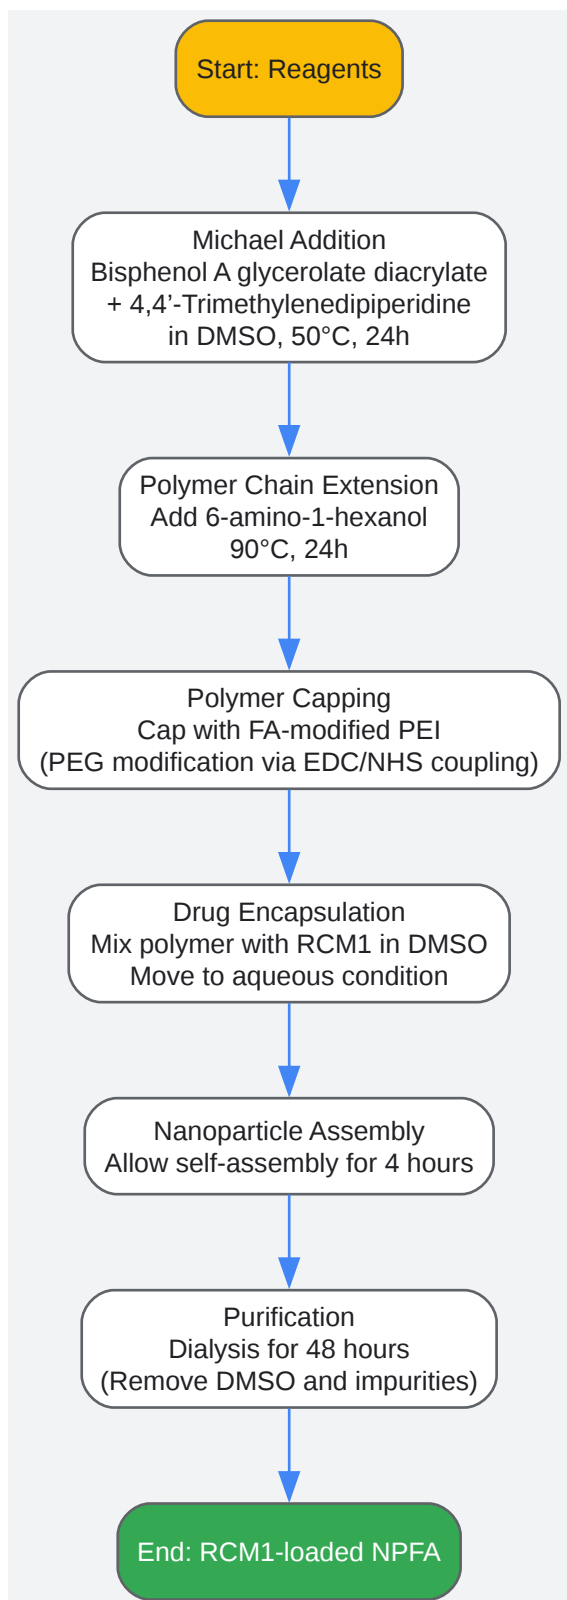 Start: Reagents
Michael Addition
Bisphenol A glycerolate diacrylate
+ 4,4’-Trimethylenedipiperidine
in DMSO, 50°C, 24h
Polymer Chain Extension
Add 6-amino-1-hexanol
90°C, 24h
Polymer Capping
Cap with FA-modified PEI
(PEG modification via EDC/NHS coupling)
Drug Encapsulation
Mix polymer with RCM1 in DMSO
Move to aqueous condition
Nanoparticle Assembly
Allow self-assembly for 4 hours
Purification
Dialysis for 48 hours
(Remove DMSO and impurities)
End: RCM1-loaded NPFA